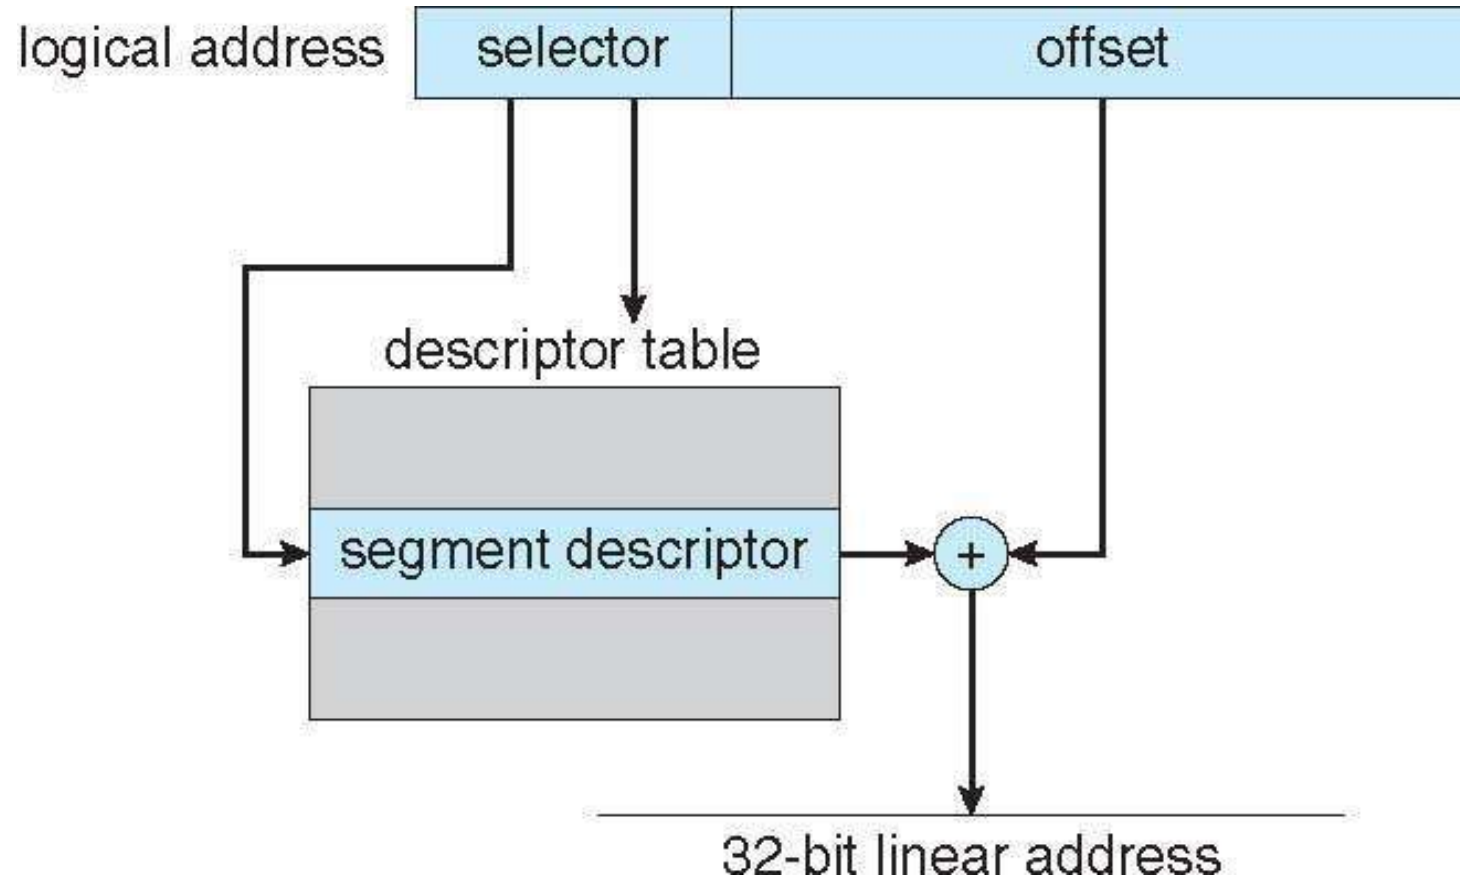 logical address selector offset
descriptor table
segment descriptor +
32-bit linear address